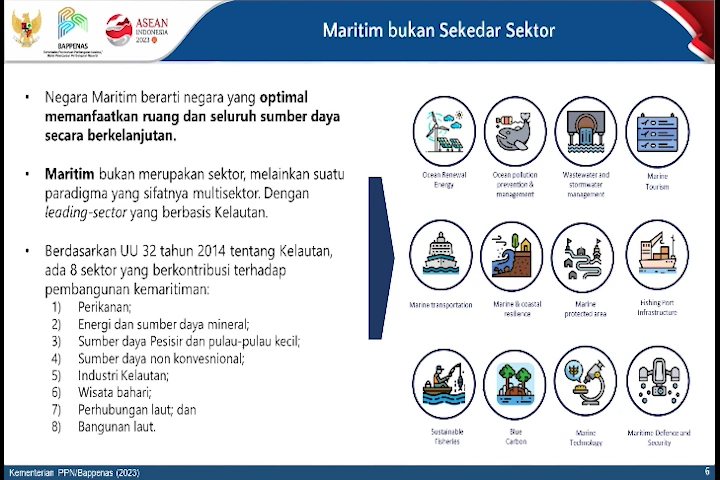 BAPPENAS
ASEAN
INDONESIA
2023
Maritim bukan Sekedar Sektor
• Negara Maritim berarti negara yang optimal
memanfaatkan ruang dan seluruh sumber daya
secara berkelanjutan.
• Maritim bukan merupakan sektor, melainkan suatu
paradigma yang sifatnya multisektor. Dengan
leading-sector yang berbasis Kelautan.
• Berdasarkan UU 32 tahun 2014 tentang Kelautan,
ada 8 sektor yang berkontribusi terhadap
pembangunan kemaritiman:
1) Perikanan;
2) Energi dan sumber daya mineral;
3) Sumber daya Pesisir dan pulau-pulau kecil;
4) Sumber daya non konvesnional;
5) Industri Kelautan;
6) Wisata bahari;
7) Perhubungan laut; dan
8) Bangunan laut.
Ocean Renewal
Energy
Ocean pollution
prevention &
management
Wastewater and
stormwater
management
Marine
Tourism
Marine transportation
Marine & coastal
resilience
Marine
protected area
Fishing Port
Infrastructure
Sustainable
Fisheries
Blue
Carbon
Marine
Technology
Maritime Defence and
Security
Kementerian PPN/Bappenas (2023)
6